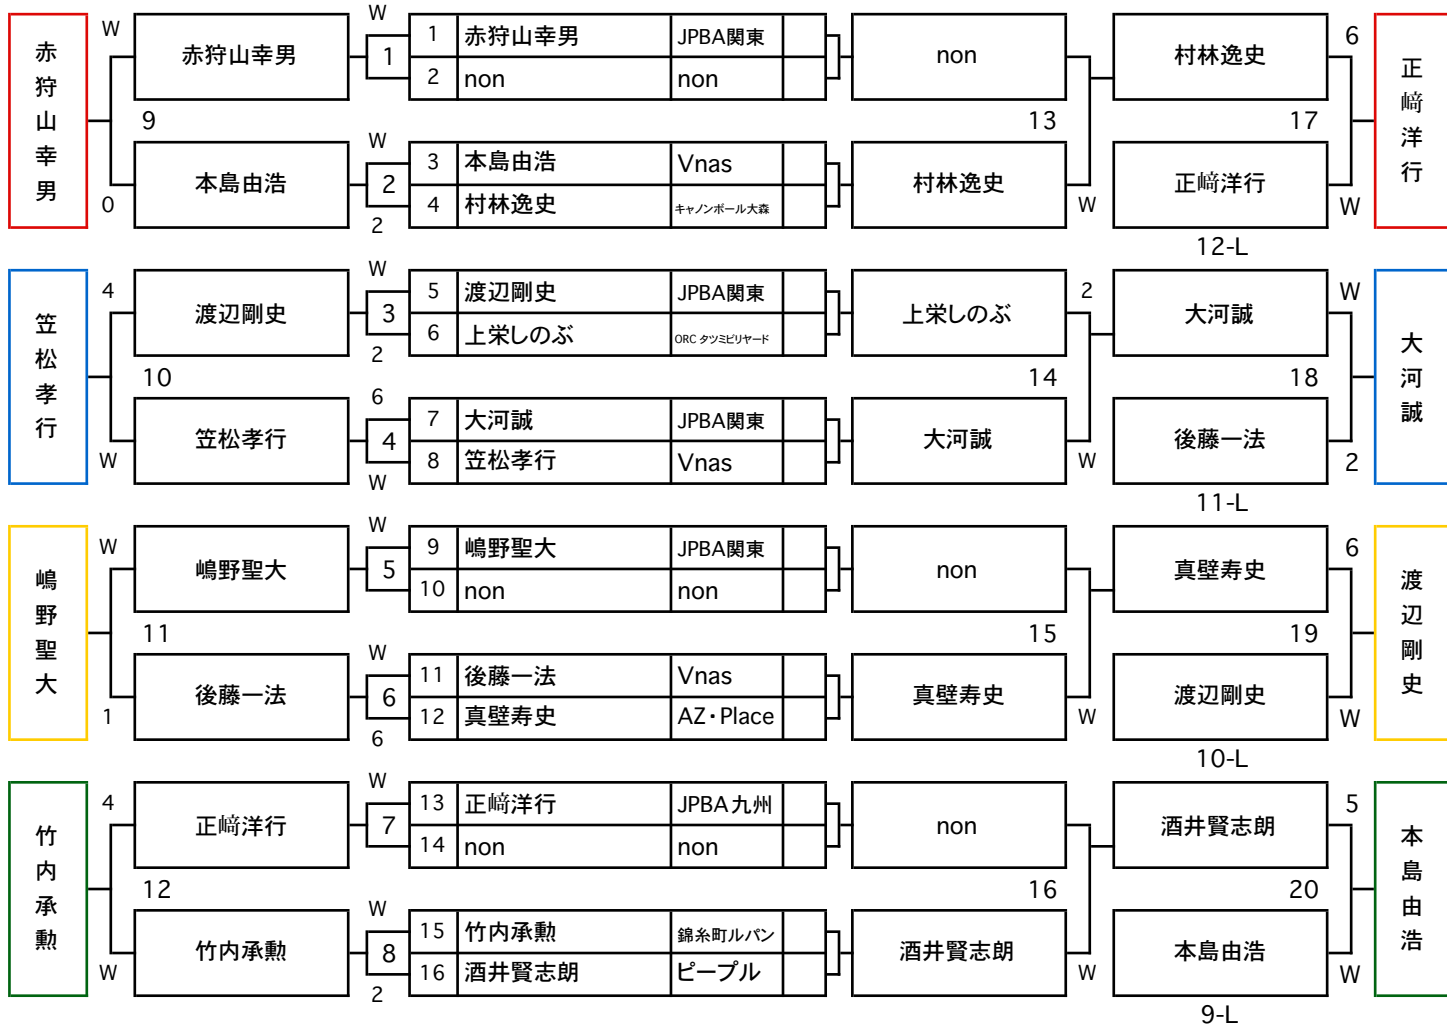 赤狩山幸男
W
赤狩山幸男
W
1
1 赤狩山幸男 JPBA関東
2 non non
non
村林逸史
6
正﨑洋行
9
13
17
0
本島由浩
W
2
2
3 本島由浩 Vnas
4 村林逸史 キャノンボール大森
村林逸史
W
正﨑洋行
W
12-L
笠松孝行
4
渡辺剛史
W
3
2
5 渡辺剛史 JPBA関東
6 上栄しのぶ ORC タツミビリヤード
上栄しのぶ
2
大河誠
W
大河誠
10
14
18
W
笠松孝行
6
4
W
7 大河誠 JPBA関東
8 笠松孝行 Vnas
大河誠
W
後藤一法
2
11-L
嶋野聖大
W
嶋野聖大
W
5
9 嶋野聖大 JPBA関東
10 non non
non
真壁寿史
6
渡辺剛史
11
15
19
1
後藤一法
W
6
6
11 後藤一法 Vnas
12 真壁寿史 AZ・Place
真壁寿史
W
渡辺剛史
W
10-L
竹内承勲
4
正﨑洋行
W
7
13 正﨑洋行 JPBA九州
14 non non
non
酒井賢志朗
5
本島由浩
12
16
20
W
竹内承勲
W
8
2
15 竹内承勲 錦糸町ルパン
16 酒井賢志朗 ピープル
酒井賢志朗
W
本島由浩
W
9-L